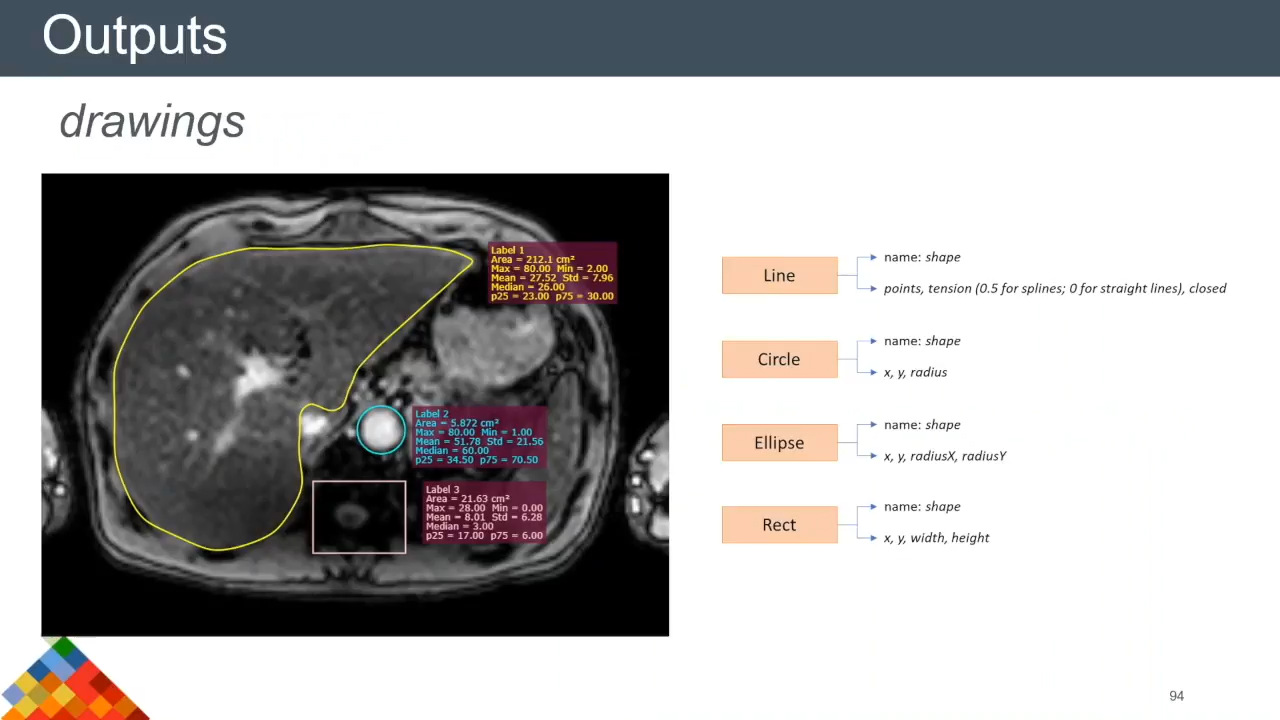 Outputs
drawings
Label 1
Area = 212.1 cm²
Max = 80.00 Min = 2.00
Mean = 27.52 Std = 7.96
Median = 26.00
p25 = 23.00 p75 = 30.00
Label 2
Area = 5.872 cm²
Max = 80.00 Min = 1.00
Mean = 51.78 Std = 21.56
Median = 60.00
p25 = 34.50 p75 = 70.50
Label 3
Area = 21.63 cm²
Max = 28.00 Min = 0.00
Mean = 8.01 Std = 6.28
Median = 3.00
p25 = 17.00 p75 = 6.00
Line
name: shape
points, tension (0.5 for splines; 0 for straight lines), closed
Circle
name: shape
x, y, radius
Ellipse
name: shape
x, y, radiusX, radiusY
Rect
name: shape
x, y, width, height
94